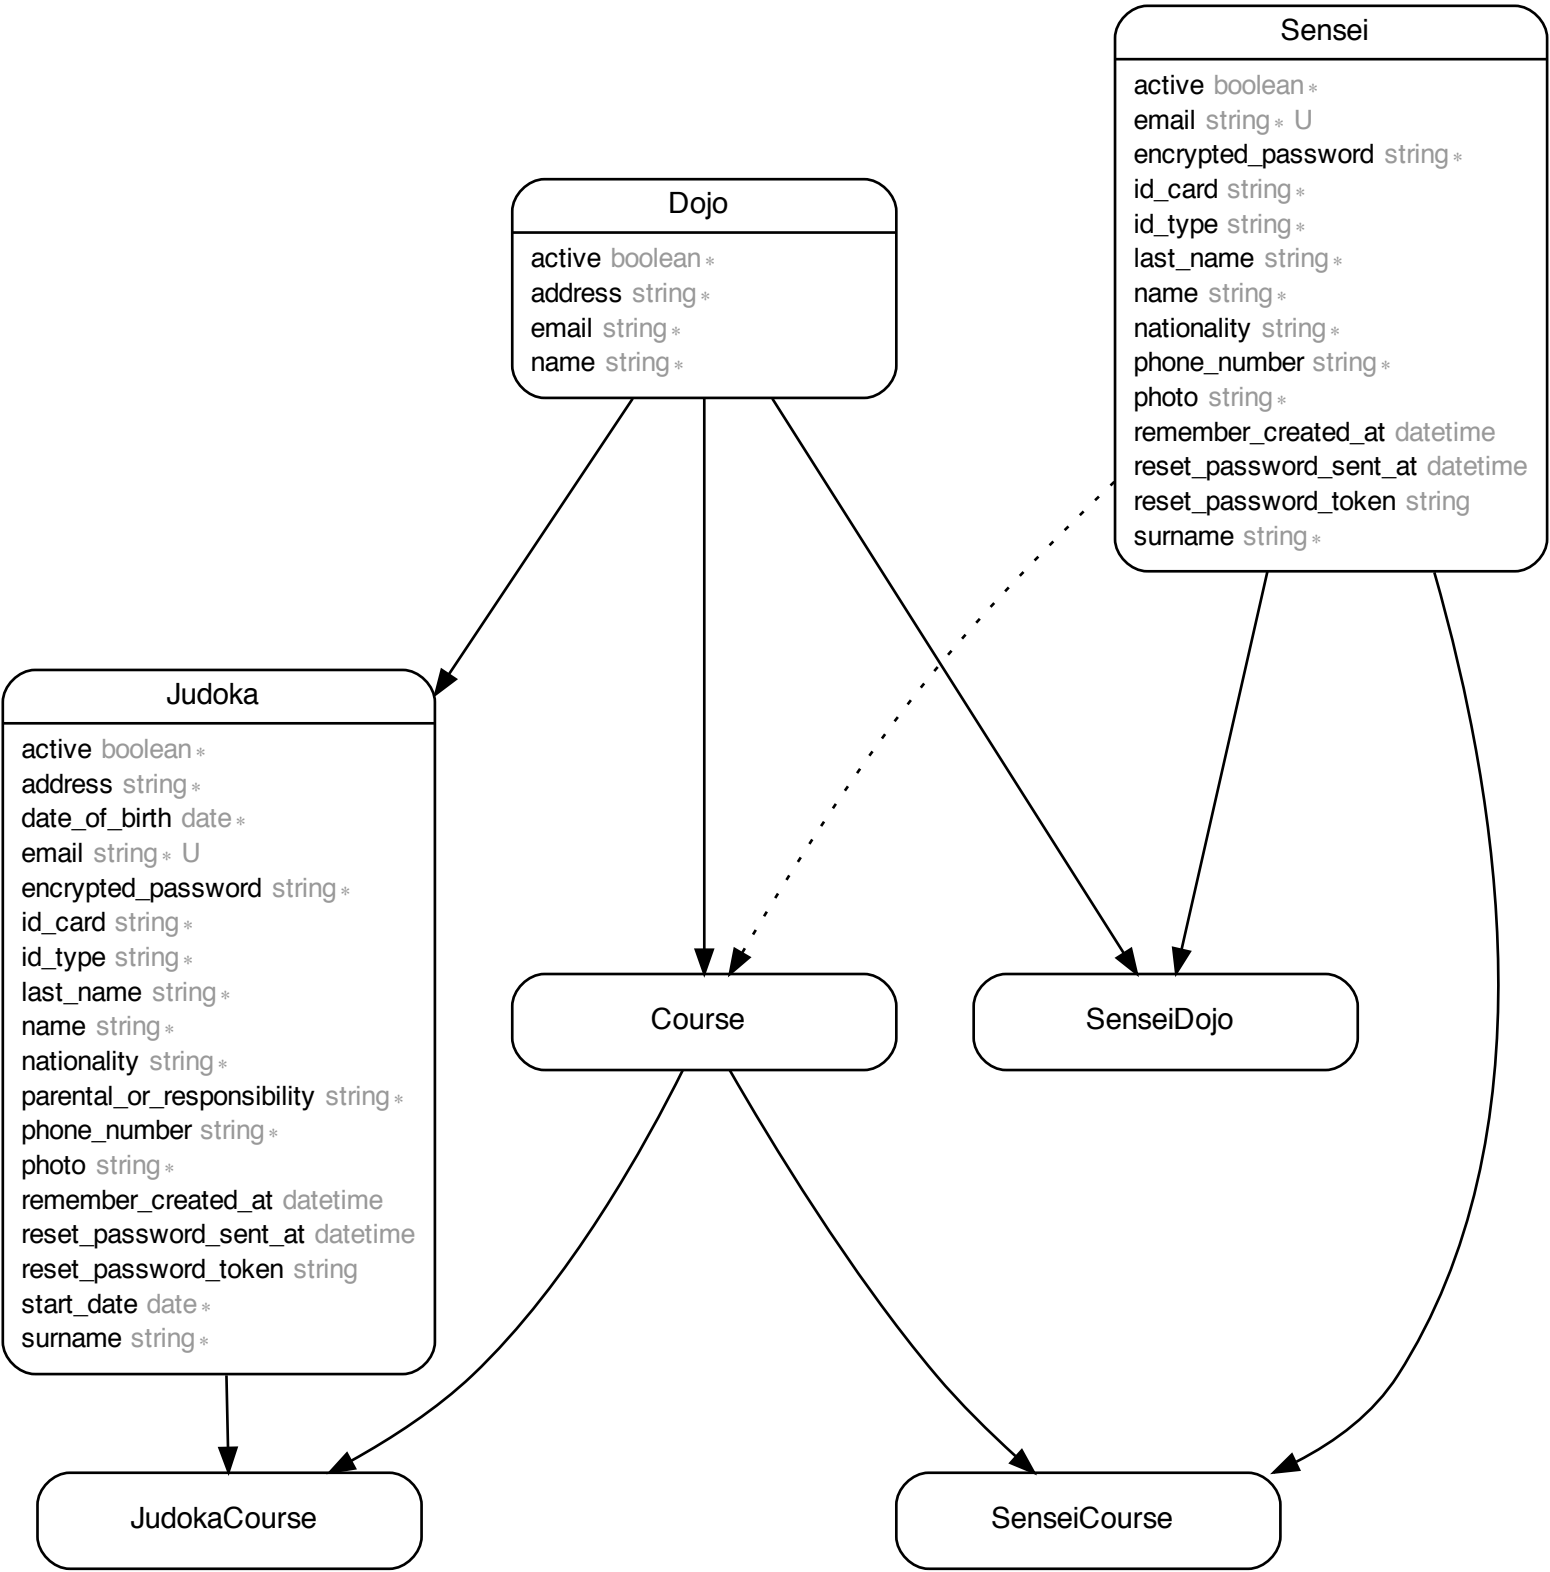 Sensei
active boolean *
email string * U
encrypted_password string *
id_card string *
id_type string *
last_name string *
name string *
nationality string *
phone_number string *
photo string *
remember_created_at datetime
reset_password_sent_at datetime
reset_password_token string
surname string *
Dojo
active boolean *
address string *
email string *
name string *
Judoka
active boolean *
address string *
date_of_birth date *
email string * U
encrypted_password string *
id_card string *
id_type string *
last_name string *
name string *
nationality string *
parental_or_responsibility string *
phone_number string *
photo string *
remember_created_at datetime
reset_password_sent_at datetime
reset_password_token string
start_date date *
surname string *
Course
SenseiDojo
JudokaCourse
SenseiCourse